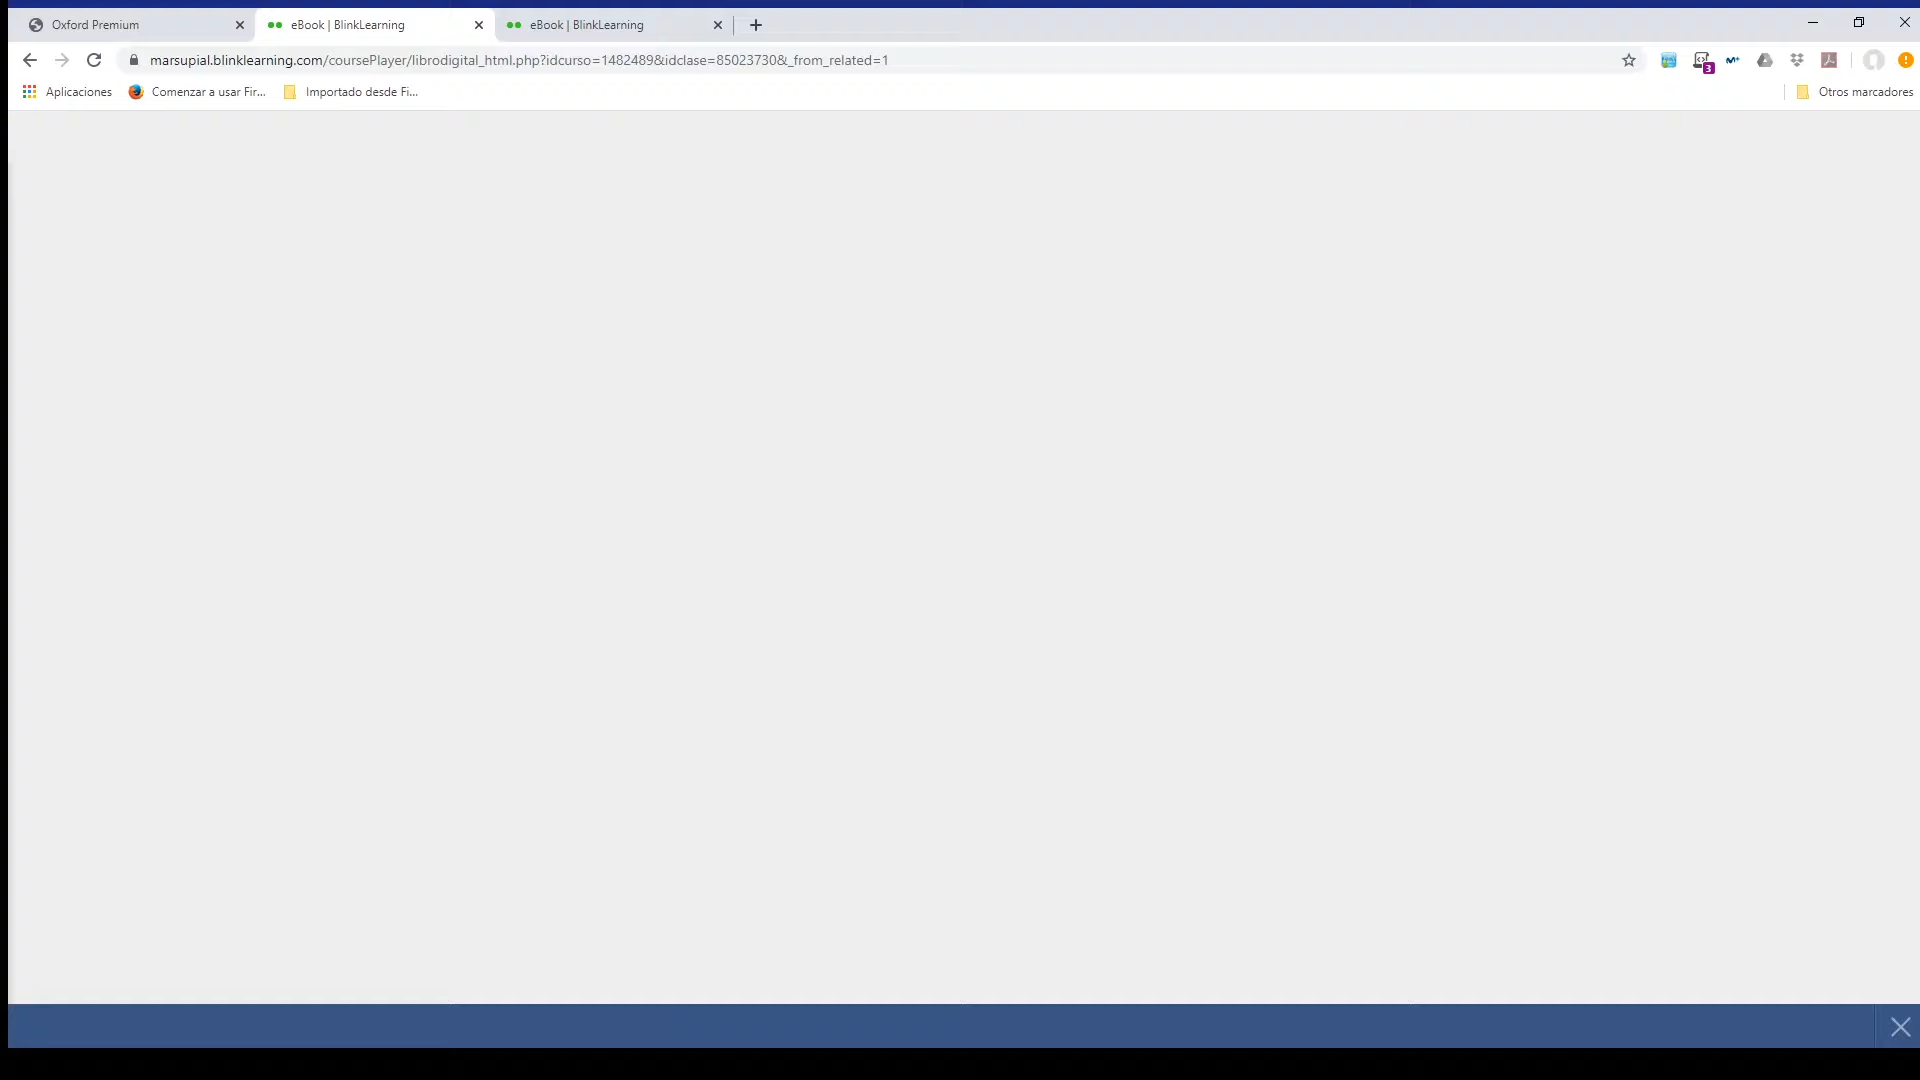 Oxford Premium
eBook | BlinkLearning
eBook | BlinkLearning
marsupial.blinklearning.com/coursePlayer/librodigital_html.php?idcurso=1482489&idclase=85023730&_from_related=1
3
Aplicaciones
Comenzar a usar Fir...
Importado desde Fi...
Otros marcadores